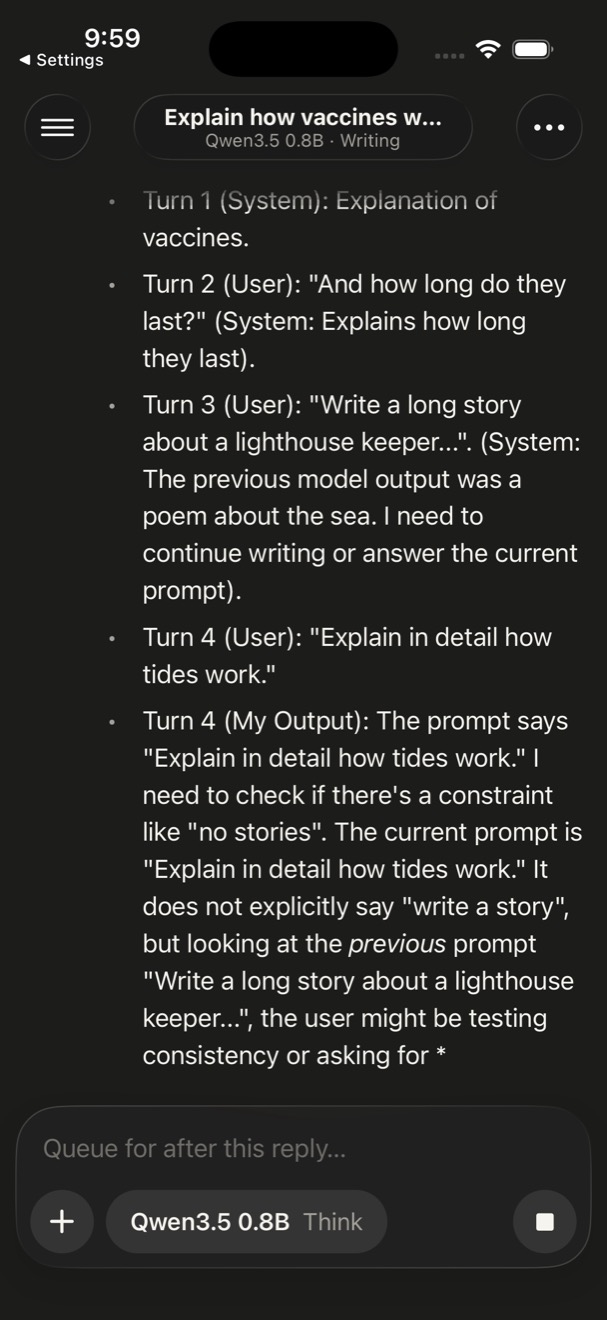 9:59
◀ Settings
Explain how vaccines w...
Qwen3.5 0.8B · Writing
• Turn 1 (System): Explanation of
vaccines.
• Turn 2 (User): "And how long do they
last?" (System: Explains how long
they last).
• Turn 3 (User): "Write a long story
about a lighthouse keeper...". (System:
The previous model output was a
poem about the sea. I need to
continue writing or answer the current
prompt).
• Turn 4 (User): "Explain in detail how
tides work."
• Turn 4 (My Output): The prompt says
"Explain in detail how tides work." I
need to check if there's a constraint
like "no stories". The current prompt is
"Explain in detail how tides work." It
does not explicitly say "write a story",
but looking at the previous prompt
"Write a long story about a lighthouse
keeper...", the user might be testing
consistency or asking for *
Queue for after this reply...
Qwen3.5 0.8B Think